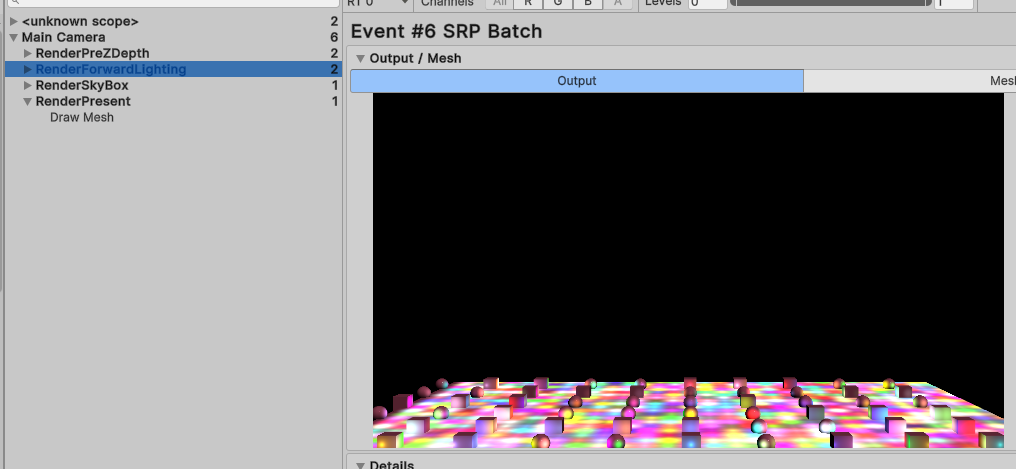 RT 0 Channels All R G B A Levels 0 1
<unknown scope> 2
Main Camera 6
RenderPreZDepth 2
RenderForwardLighting 2
RenderSkyBox 1
RenderPresent 1
Draw Mesh
Event #6 SRP Batch
Output / Mesh
Output
Details